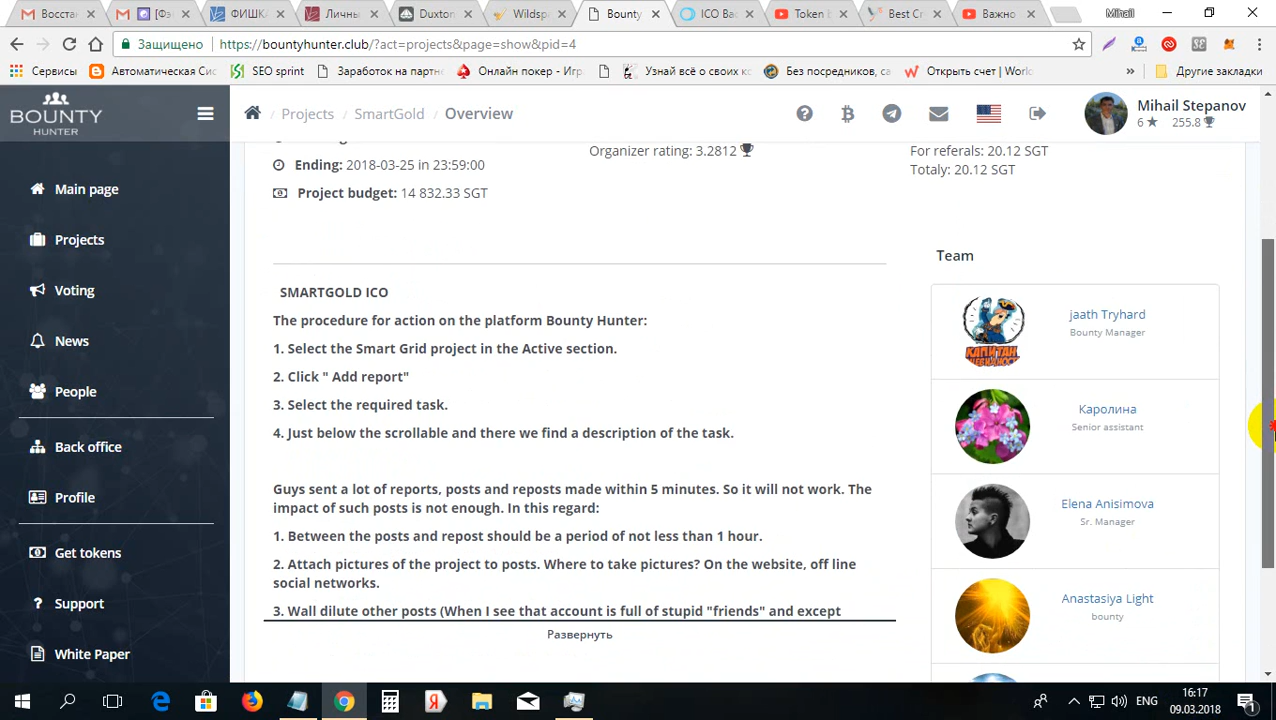 Восстан
[Фэ
ФИШКА
Личны
Duxton
Wildspa
Bounty
ICO Bac
Token b
Best Cr
Важно
Mihail
Защищено
https://bountyhunter.club/?act=projects&page=show&pid=4
Сервисы
Автоматическая Сис
SEO sprint
Заработок на партн
Онлайн покер - Игр
Узнай всё о своих кс
Без посредников, са
Открыть счет | Worl
»
Другие закладки
BOUNTY
HUNTER
/ Projects / SmartGold / Overview
Mihail Stepanov
6 ★ 255.8
Main page
Projects
Voting
News
People
Back office
Profile
Get tokens
Support
White Paper
Ending: 2018-03-25 in 23:59:00
Project budget: 14 832.33 SGT
Organizer rating: 3.2812
For referals: 20.12 SGT
Totaly: 20.12 SGT
SMARTGOLD ICO
The procedure for action on the platform Bounty Hunter:
1. Select the Smart Grid project in the Active section.
2. Click " Add report"
3. Select the required task.
4. Just below the scrollable and there we find a description of the task.
Guys sent a lot of reports, posts and reposts made within 5 minutes. So it will not work. The
impact of such posts is not enough. In this regard:
1. Between the posts and repost should be a period of not less than 1 hour.
2. Attach pictures of the project to posts. Where to take pictures? On the website, off line
social networks.
3. Wall dilute other posts (When I see that account is full of stupid "friends" and except
Развернуть
Team
КАПИТАН
jaath Tryhard
Bounty Manager
Каролина
Senior assistant
Elena Anisimova
Sr. Manager
Anastasiya Light
bounty
ENG
16:17
09.03.2018
1